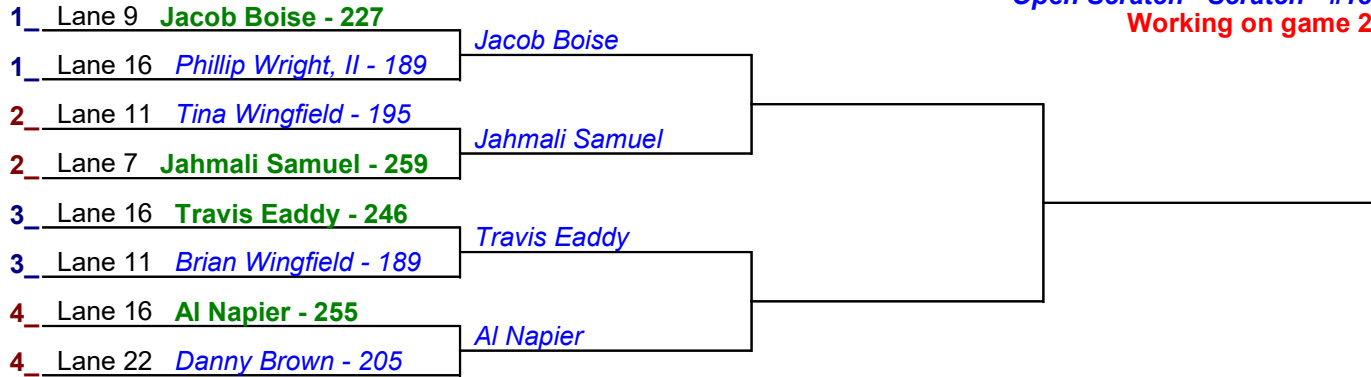 Open Scratch - Scratch -
Working on game 2
1_ Lane 9 Jacob Boise - 227
Jacob Boise
1_ Lane 16 Phillip Wright, II - 189
2_ Lane 11 Tina Wingfield - 195
Jahmali Samuel
2_ Lane 7 Jahmali Samuel - 259
3_ Lane 16 Travis Eaddy - 246
Travis Eaddy
3_ Lane 11 Brian Wingfield - 189
4_ Lane 16 Al Napier - 255
Al Napier
4_ Lane 22 Danny Brown - 205